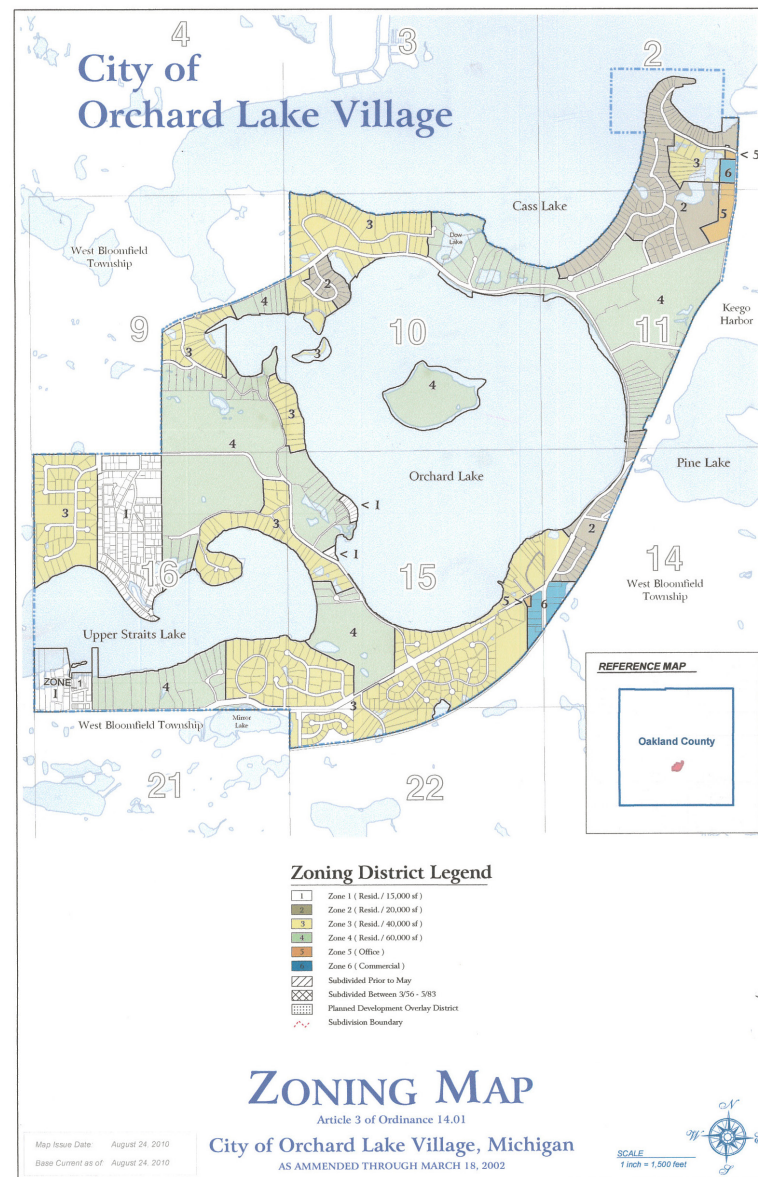 4
3
2
City of
Orchard Lake Village
3
< 5
6
Cass Lake
2
5
3
Dow
Lake
West Bloomfield
Township
2
4
4
Keego
Harbor
9
10
11
3
3
4
3
4
Orchard Lake
Pine Lake
< 1
3
1
3
< 1
2
16
15
14
West Bloomfield
Township
5 >
6
Upper Straits Lake
4
ZONE 1
1
4
3
West Bloomfield Township
Mirror
Lake
21
22
REFERENCE MAP
Oakland County
Zoning District Legend
1 Zone 1 ( Resid. / 15,000 sf )
2 Zone 2 ( Resid. / 20,000 sf )
3 Zone 3 ( Resid. / 40,000 sf )
4 Zone 4 ( Resid. / 60,000 sf )
5 Zone 5 ( Office )
6 Zone 6 ( Commercial )
Subdivided Prior to May
Subdivided Between 3/56 - 5/83
Planned Development Overlay District
Subdivision Boundary
ZONING MAP
Article 3 of Ordinance 14.01
City of Orchard Lake Village, Michigan
AS AMMENDED THROUGH MARCH 18, 2002
Map Issue Date: August 24, 2010
Base Current as of: August 24, 2010
SCALE
1 inch = 1,500 feet
N
W
S